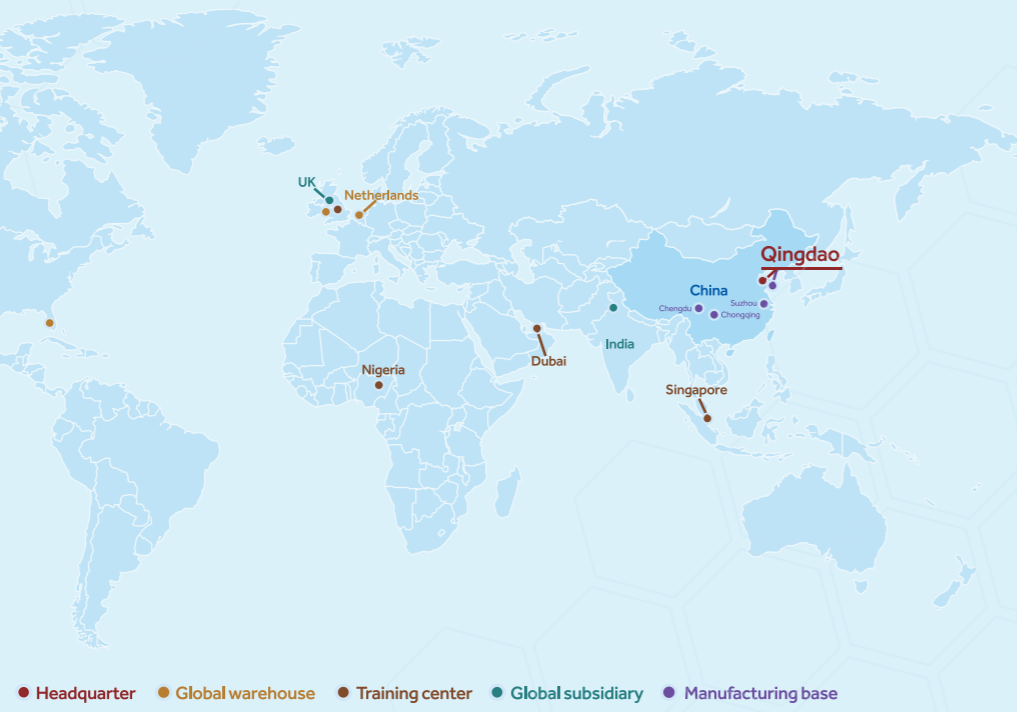 UK
Netherlands
Qingdao
China
Suzhou
Chengdu
Chongqing
India
Dubai
Nigeria
Singapore
Headquarter
Global warehouse
Training center
Global subsidiary
Manufacturing base